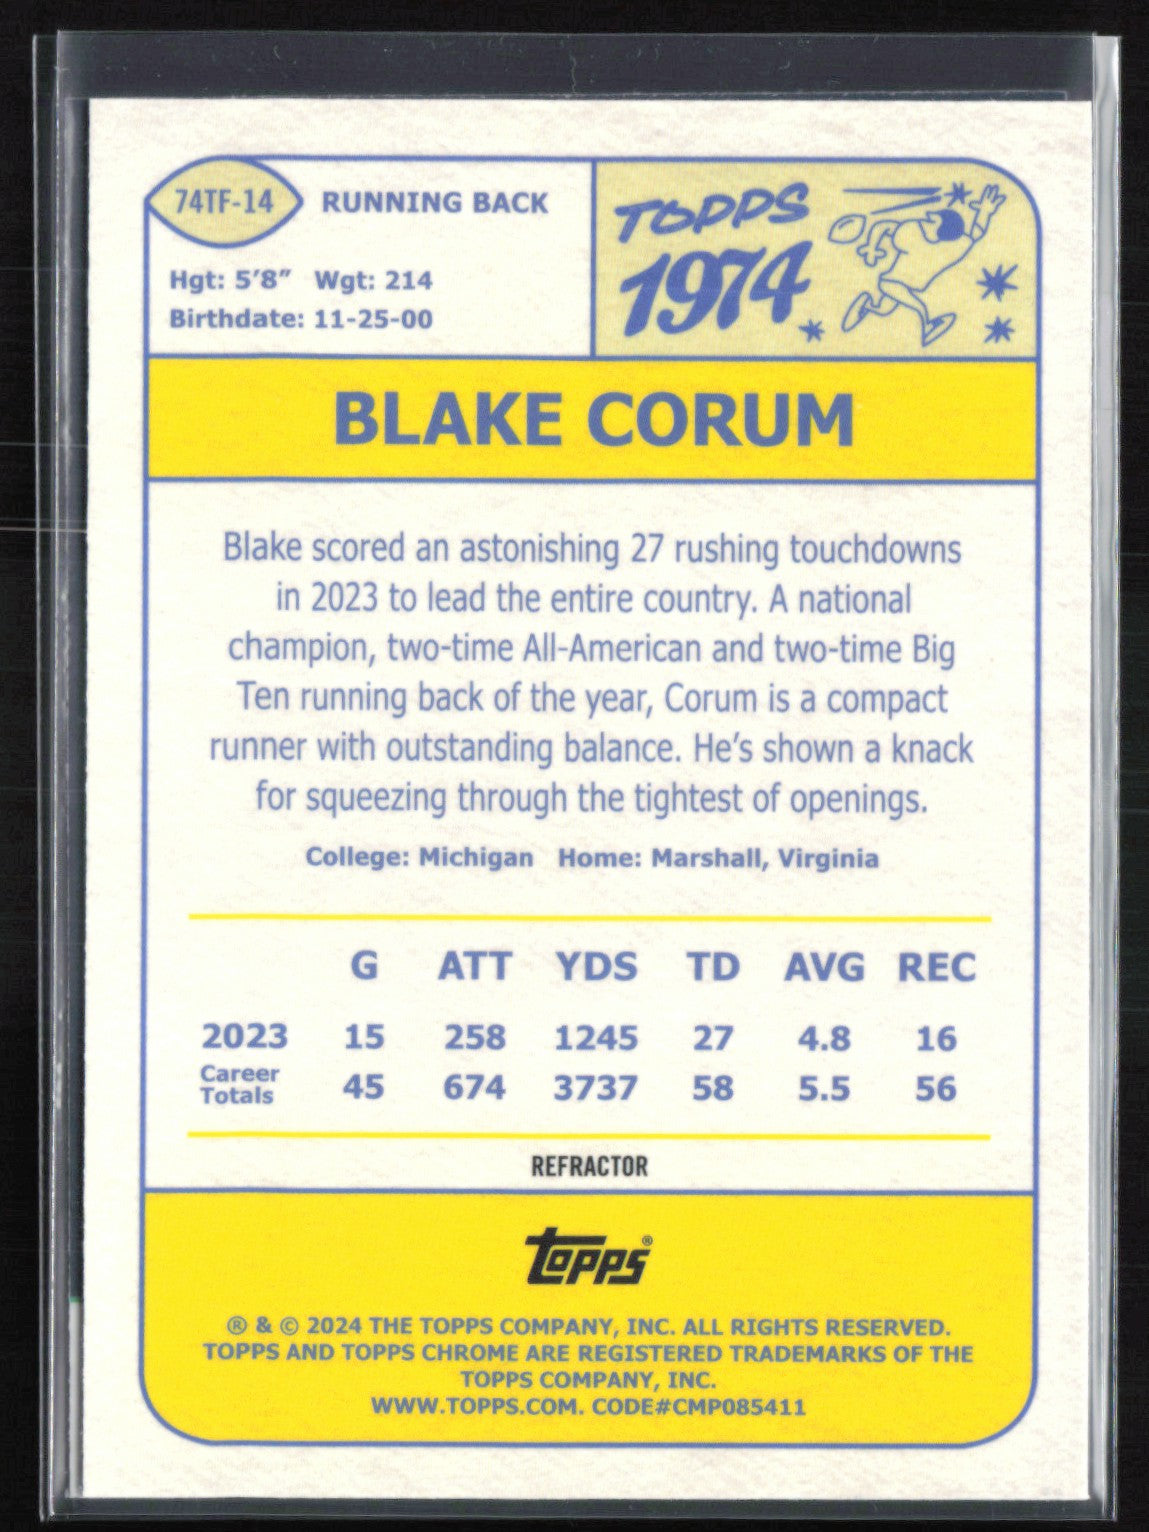 74TF-14 RUNNING BACK
Hgt: 5'8" Wgt: 214
Birthdate: 11-25-00
TOPPS
1974
BLAKE CORUM
Blake scored an astonishing 27 rushing touchdowns
in 2023 to lead the entire country. A national
champion, two-time All-American and two-time Big
Ten running back of the year, Corum is a compact
runner with outstanding balance. He's shown a knack
for squeezing through the tightest of openings.
College: Michigan Home: Marshall, Virginia
G ATT YDS TD AVG REC
2023 15 258 1245 27 4.8 16
Career
Totals 45 674 3737 58 5.5 56
REFRACTOR
topps®
® & © 2024 THE TOPPS COMPANY, INC. ALL RIGHTS RESERVED.
TOPPS AND TOPPS CHROME ARE REGISTERED TRADEMARKS OF THE
TOPPS COMPANY, INC.
WWW.TOPPS.COM. CODE#CMP085411